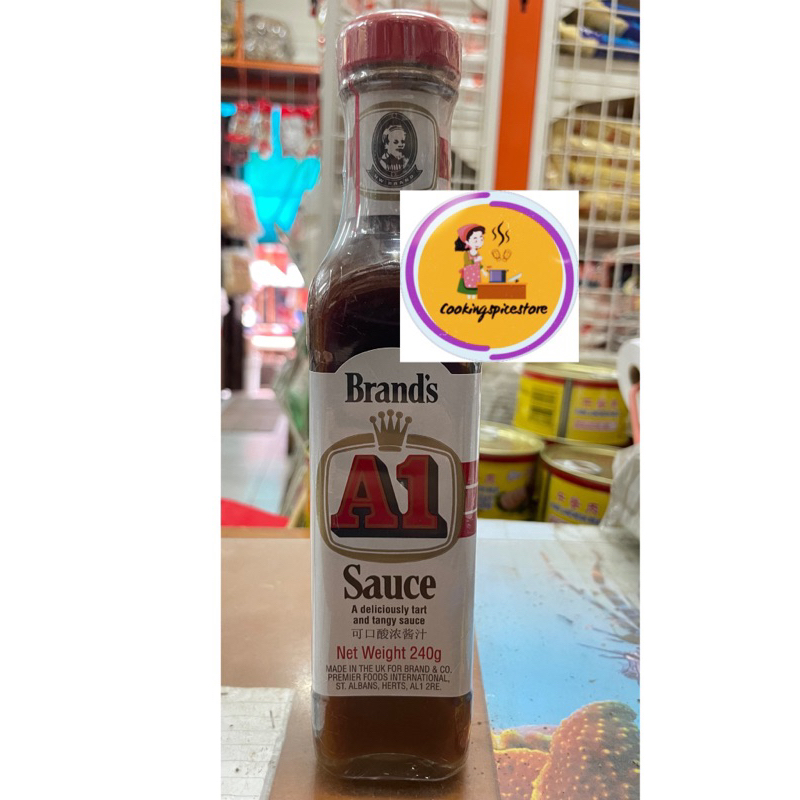 Cookingspicestore
Brand's
A1
Sauce
A deliciously tart
and tangy sauce
可口酸浓酱汁
Net Weight 240g
MADE IN THE UK FOR BRAND & CO.
PREMIER FOODS INTERNATIONAL,
ST. ALBANS, HERTS, AL1 2RE.